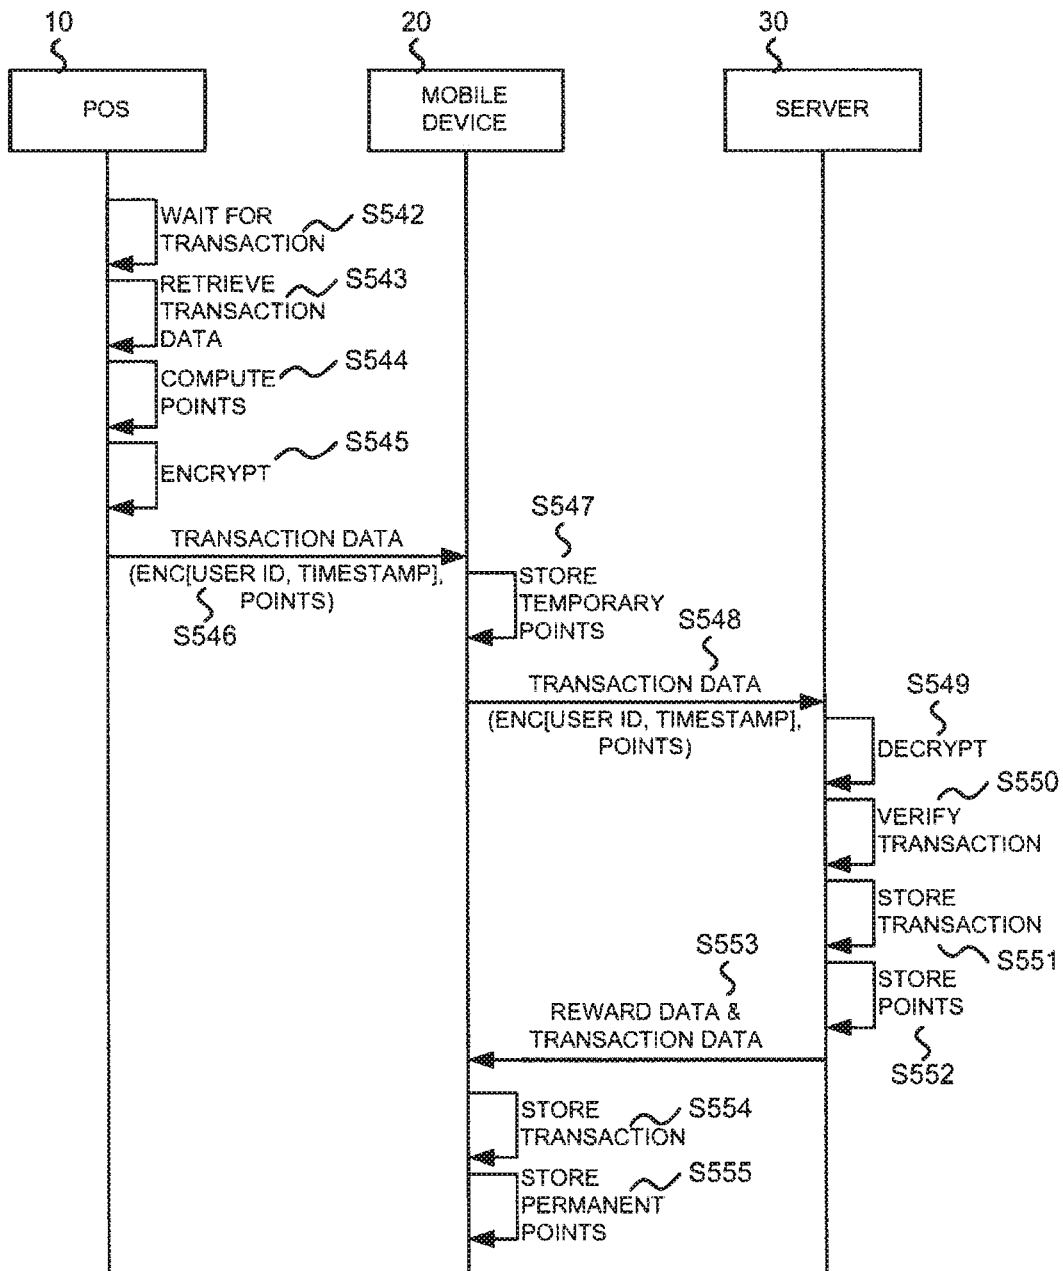 10
20
30
POS
MOBILE
DEVICE
SERVER
WAIT FOR
TRANSACTION
S542
RETRIEVE
TRANSACTION
DATA
S543
COMPUTE
POINTS
S544
ENCRYPT
S545
TRANSACTION DATA
(ENC[USER ID, TIMESTAMP],
POINTS)
S546
S547
STORE
TEMPORARY
POINTS
S548
TRANSACTION DATA
(ENC[USER ID, TIMESTAMP],
POINTS)
S549
DECRYPT
S550
VERIFY
TRANSACTION
STORE
TRANSACTION
S551
STORE
POINTS
S552
S553
REWARD DATA &
TRANSACTION DATA
STORE
TRANSACTION
S554
STORE
PERMANENT
POINTS
S555